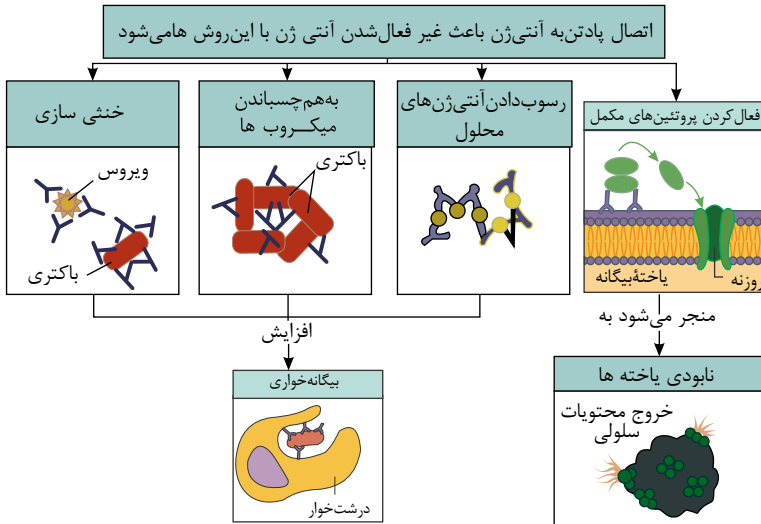 اتصال پادتن‌به آنتی‌ژن باعث غیر فعال‌شدن آنتی ژن با این‌روش هامی‌شود
فعال‌کردن پروتئین‌های مکمل
یاختهٔ‌بیگانه
روزنه
رسوب‌دادن‌آنتی‌ژن‌های
محلول
به‌هم‌چسباندن
میکـــروب ها
باکتری
خنثی سازی
ویروس
باکتری
منجر می‌شود به
نابودی یاخته ها
خروج محتویات
سلولی
افزایش
بیگانه‌خواری
درشت‌خوار